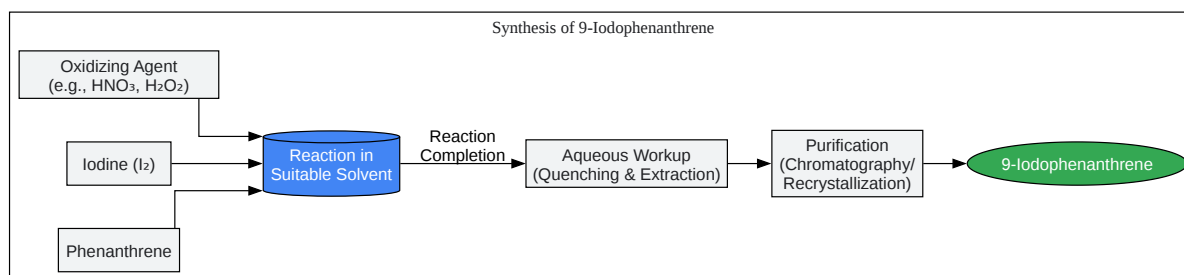 Synthesis of 9-Iodophenanthrene
Oxidizing Agent
(e.g., HNO₃, H₂O₂)
Iodine (I₂)
Phenanthrene
Reaction in
Suitable Solvent
Reaction
Completion
Aqueous Workup
(Quenching & Extraction)
Purification
(Chromatography/
Recrystallization)
9-Iodophenanthrene